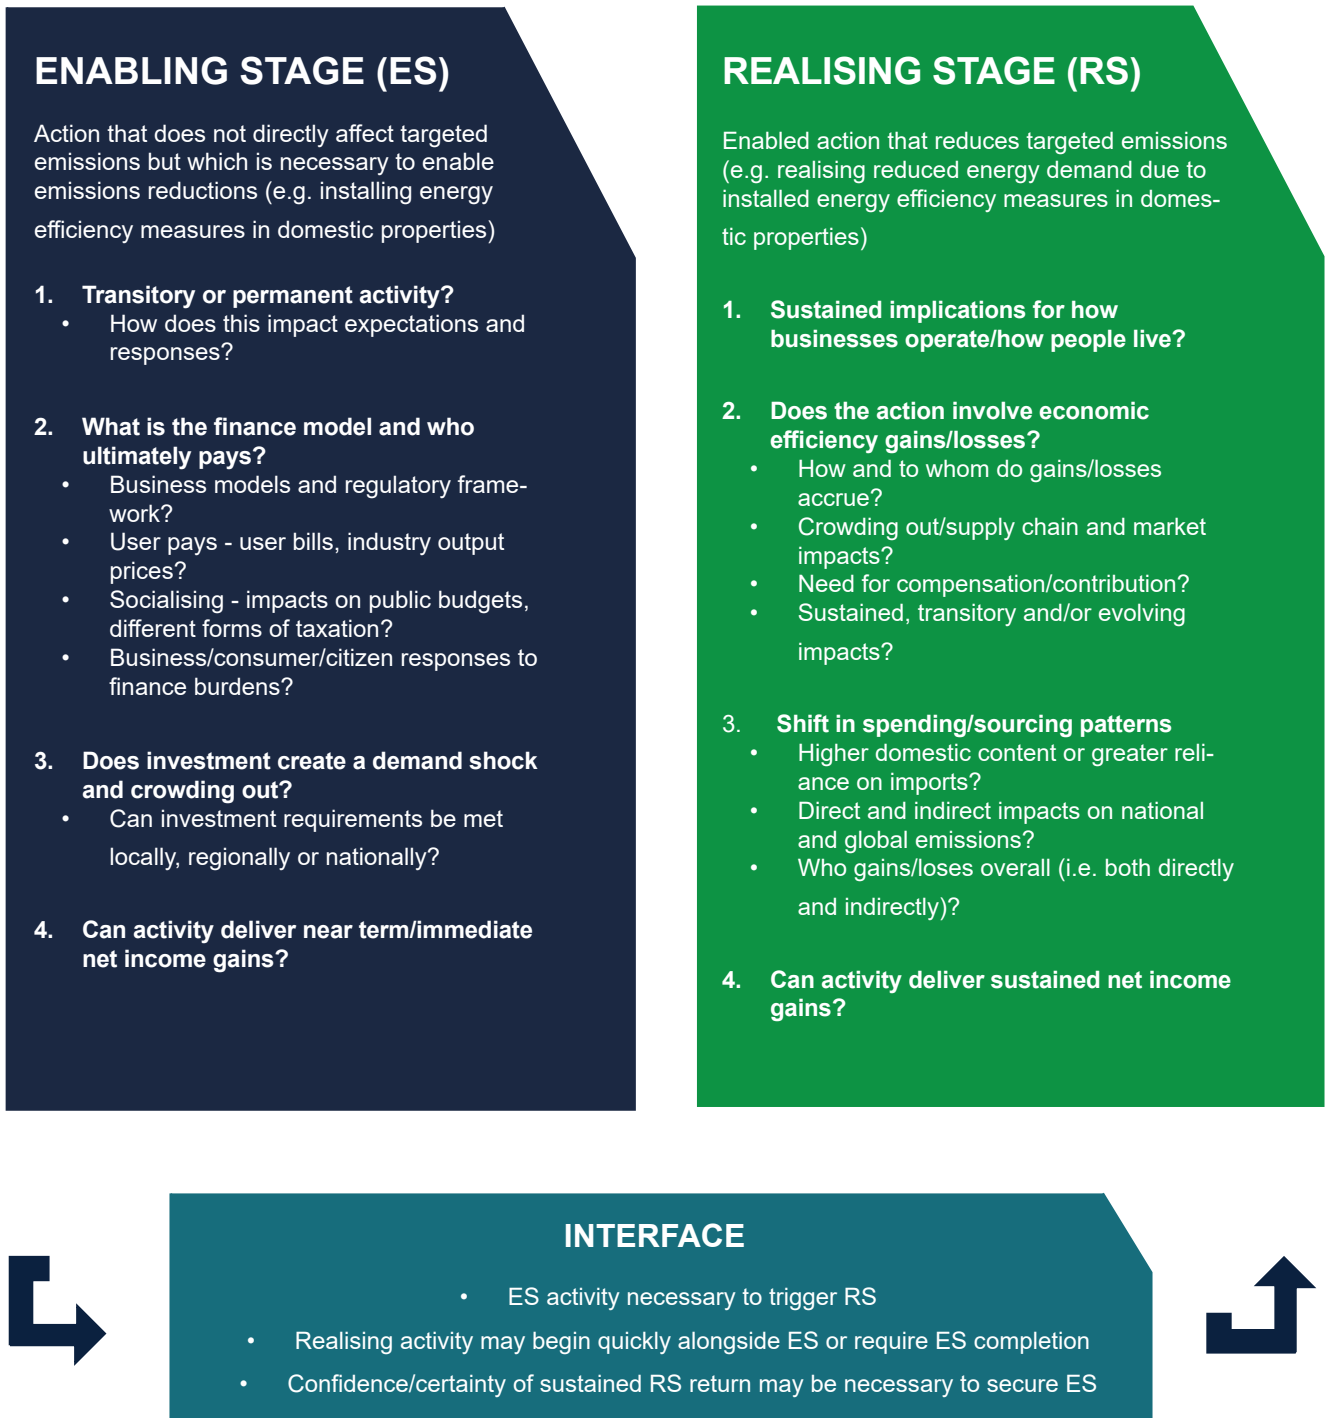 ENABLING STAGE (ES)
Action that does not directly affect targeted
emissions but which is necessary to enable
emissions reductions (e.g. installing energy
efficiency measures in domestic properties)
1. Transitory or permanent activity?
• How does this impact expectations and
responses?
2. What is the finance model and who
ultimately pays?
• Business models and regulatory frame-
work?
• User pays - user bills, industry output
prices?
• Socialising - impacts on public budgets,
different forms of taxation?
• Business/consumer/citizen responses to
finance burdens?
3. Does investment create a demand shock
and crowding out?
• Can investment requirements be met
locally, regionally or nationally?
4. Can activity deliver near term/immediate
net income gains?
REALISING STAGE (RS)
Enabled action that reduces targeted emissions
(e.g. realising reduced energy demand due to
installed energy efficiency measures in domes-
tic properties)
1. Sustained implications for how
businesses operate/how people live?
2. Does the action involve economic
efficiency gains/losses?
• How and to whom do gains/losses
accrue?
• Crowding out/supply chain and market
impacts?
• Need for compensation/contribution?
• Sustained, transitory and/or evolving
impacts?
3. Shift in spending/sourcing patterns
• Higher domestic content or greater reli-
ance on imports?
• Direct and indirect impacts on national
and global emissions?
• Who gains/loses overall (i.e. both directly
and indirectly)?
4. Can activity deliver sustained net income
gains?
INTERFACE
• ES activity necessary to trigger RS
• Realising activity may begin quickly alongside ES or require ES completion
• Confidence/certainty of sustained RS return may be necessary to secure ES